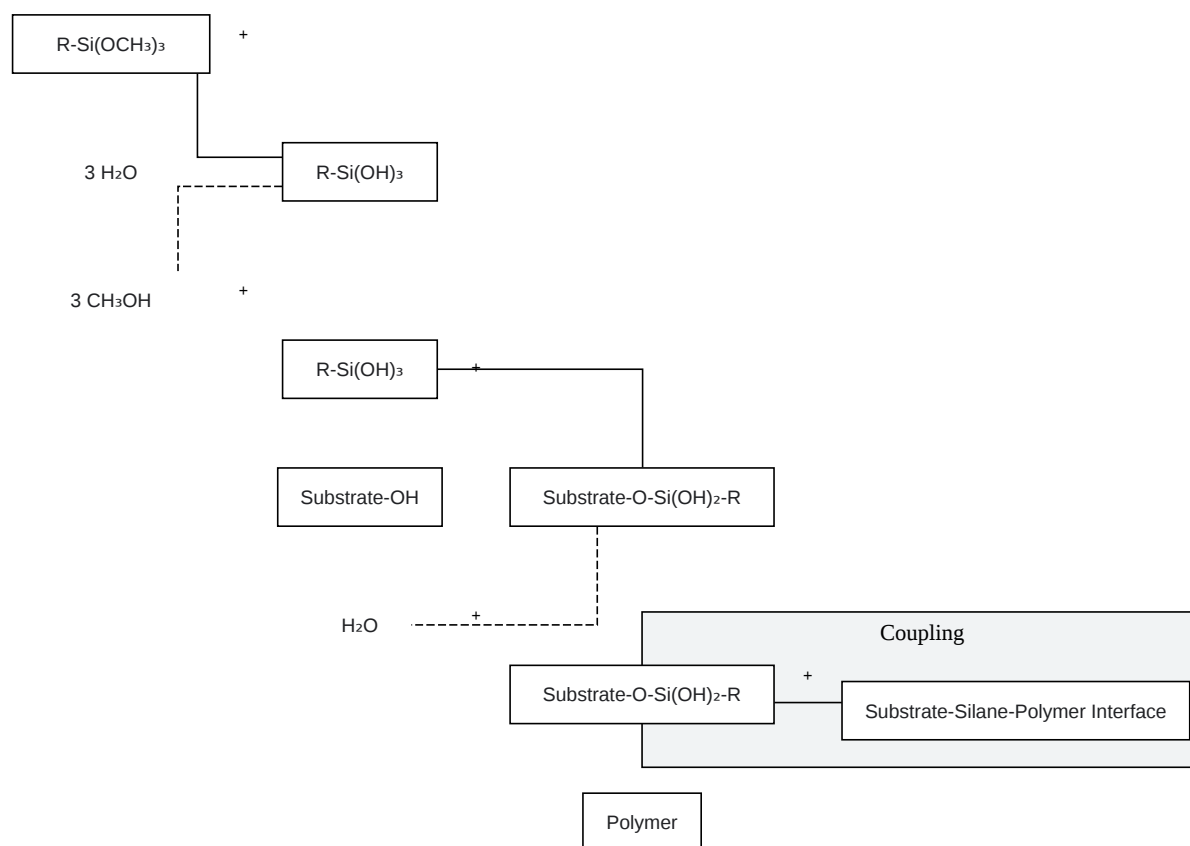 R-Si(OCH₃)₃
+
3 H₂O
R-Si(OH)₃
3 CH₃OH
+
R-Si(OH)₃
+
Substrate-OH
Substrate-O-Si(OH)₂-R
H₂O
+
Coupling
Substrate-O-Si(OH)₂-R
+
Substrate-Silane-Polymer Interface
Polymer